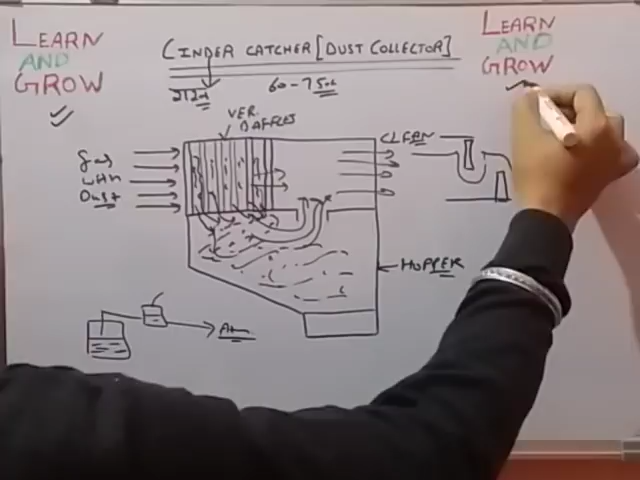 LEARN
AND
GROW
CINDER CATCHER [DUST COLLECTOR]
LEARN
AND
GROW
60-75%
VER.
BAFFLES
Gas
with
Dust
CLEAN
HOPPER